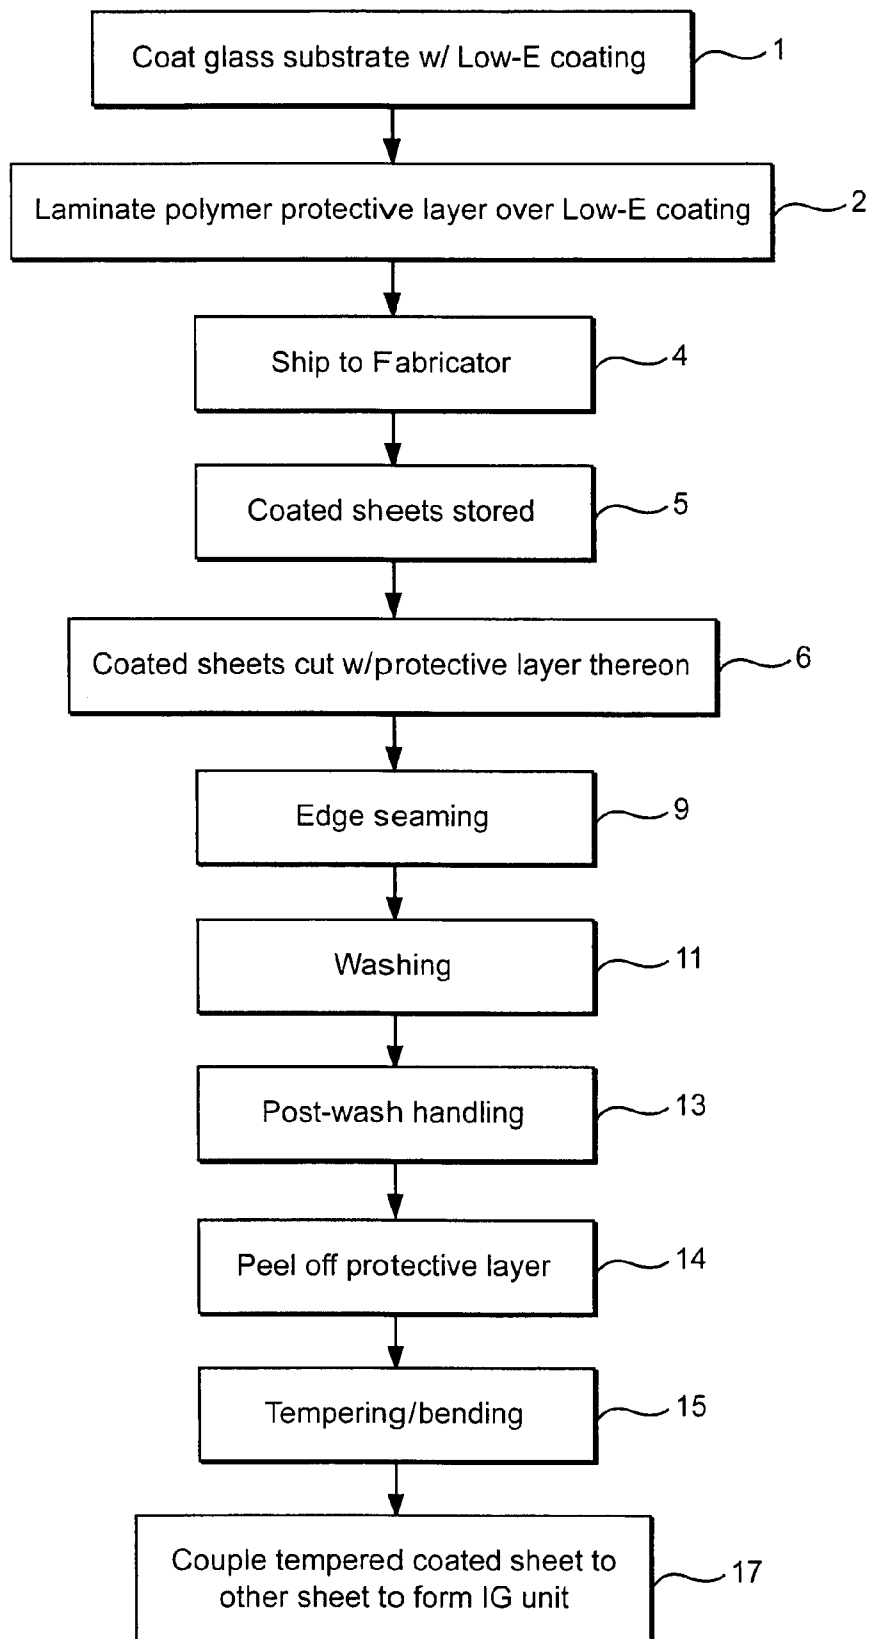 Coat glass substrate w/ Low-E coating
1
Laminate polymer protective layer over Low-E coating
2
Ship to Fabricator
4
Coated sheets stored
5
Coated sheets cut w/protective layer thereon
6
Edge seaming
9
Washing
11
Post-wash handling
13
Peel off protective layer
14
Tempering/bending
15
Couple tempered coated sheet to
other sheet to form IG unit
17